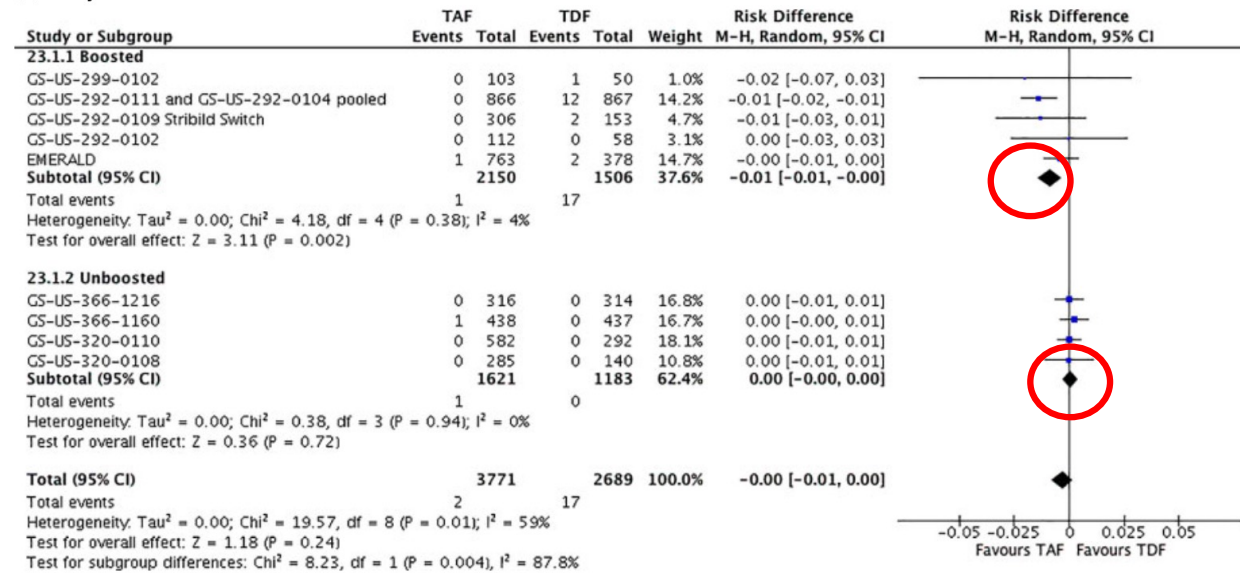 TAF TDF Risk Difference Risk Difference
Study or Subgroup Events Total Events Total Weight M-H, Random, 95% CI M-H, Random, 95% CI
23.1.1 Boosted
GS-US-299-0102 0 103 1 50 1.0% -0.02 [-0.07, 0.03]
GS-US-292-0111 and GS-US-292-0104 pooled 0 866 12 867 14.2% -0.01 [-0.02, -0.01]
GS-US-292-0109 Stribild Switch 0 306 2 153 4.7% -0.01 [-0.03, 0.01]
GS-US-292-0102 0 112 0 58 3.1% 0.00 [-0.03, 0.03]
EMERALD 1 763 2 378 14.7% -0.00 [-0.01, 0.00]
Subtotal (95% CI) 2150 1506 37.6% -0.01 [-0.01, -0.00]
Total events 1 17
Heterogeneity: Tau² = 0.00; Chi² = 4.18, df = 4 (P = 0.38); I² = 4%
Test for overall effect: Z = 3.11 (P = 0.002)
23.1.2 Unboosted
GS-US-366-1216 0 316 0 314 16.8% 0.00 [-0.01, 0.01]
GS-US-366-1160 1 438 0 437 16.7% 0.00 [-0.00, 0.01]
GS-US-320-0110 0 582 0 292 18.1% 0.00 [-0.01, 0.01]
GS-US-320-0108 0 285 0 140 10.8% 0.00 [-0.01, 0.01]
Subtotal (95% CI) 1621 1183 62.4% 0.00 [-0.00, 0.00]
Total events 1 0
Heterogeneity: Tau² = 0.00; Chi² = 0.38, df = 3 (P = 0.94); I² = 0%
Test for overall effect: Z = 0.36 (P = 0.72)
Total (95% CI) 3771 2689 100.0% -0.00 [-0.01, 0.00]
Total events 2 17
Heterogeneity: Tau² = 0.00; Chi² = 19.57, df = 8 (P = 0.01); I² = 59%
Test for overall effect: Z = 1.18 (P = 0.24)
Test for subgroup differences: Chi² = 8.23, df = 1 (P = 0.004), I² = 87.8%
-0.05 -0.025 0 0.025 0.05
Favours TAF Favours TDF